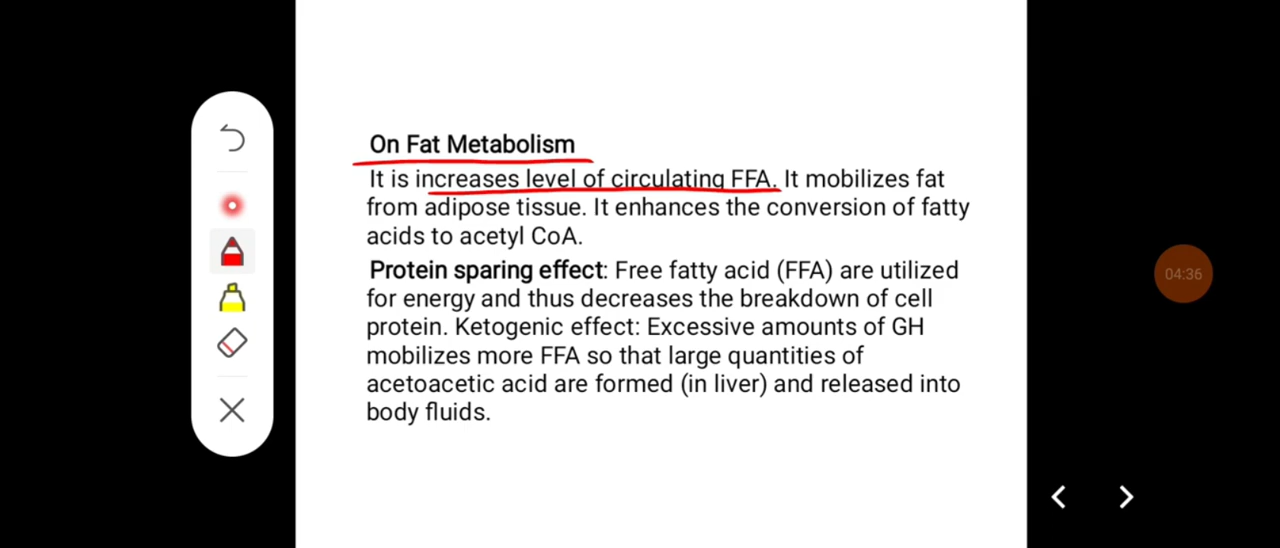 On Fat Metabolism
It is increases level of circulating FFA. It mobilizes fat
from adipose tissue. It enhances the conversion of fatty
acids to acetyl CoA.
Protein sparing effect: Free fatty acid (FFA) are utilized
for energy and thus decreases the breakdown of cell
protein. Ketogenic effect: Excessive amounts of GH
mobilizes more FFA so that large quantities of
acetoacetic acid are formed (in liver) and released into
body fluids.
04:36